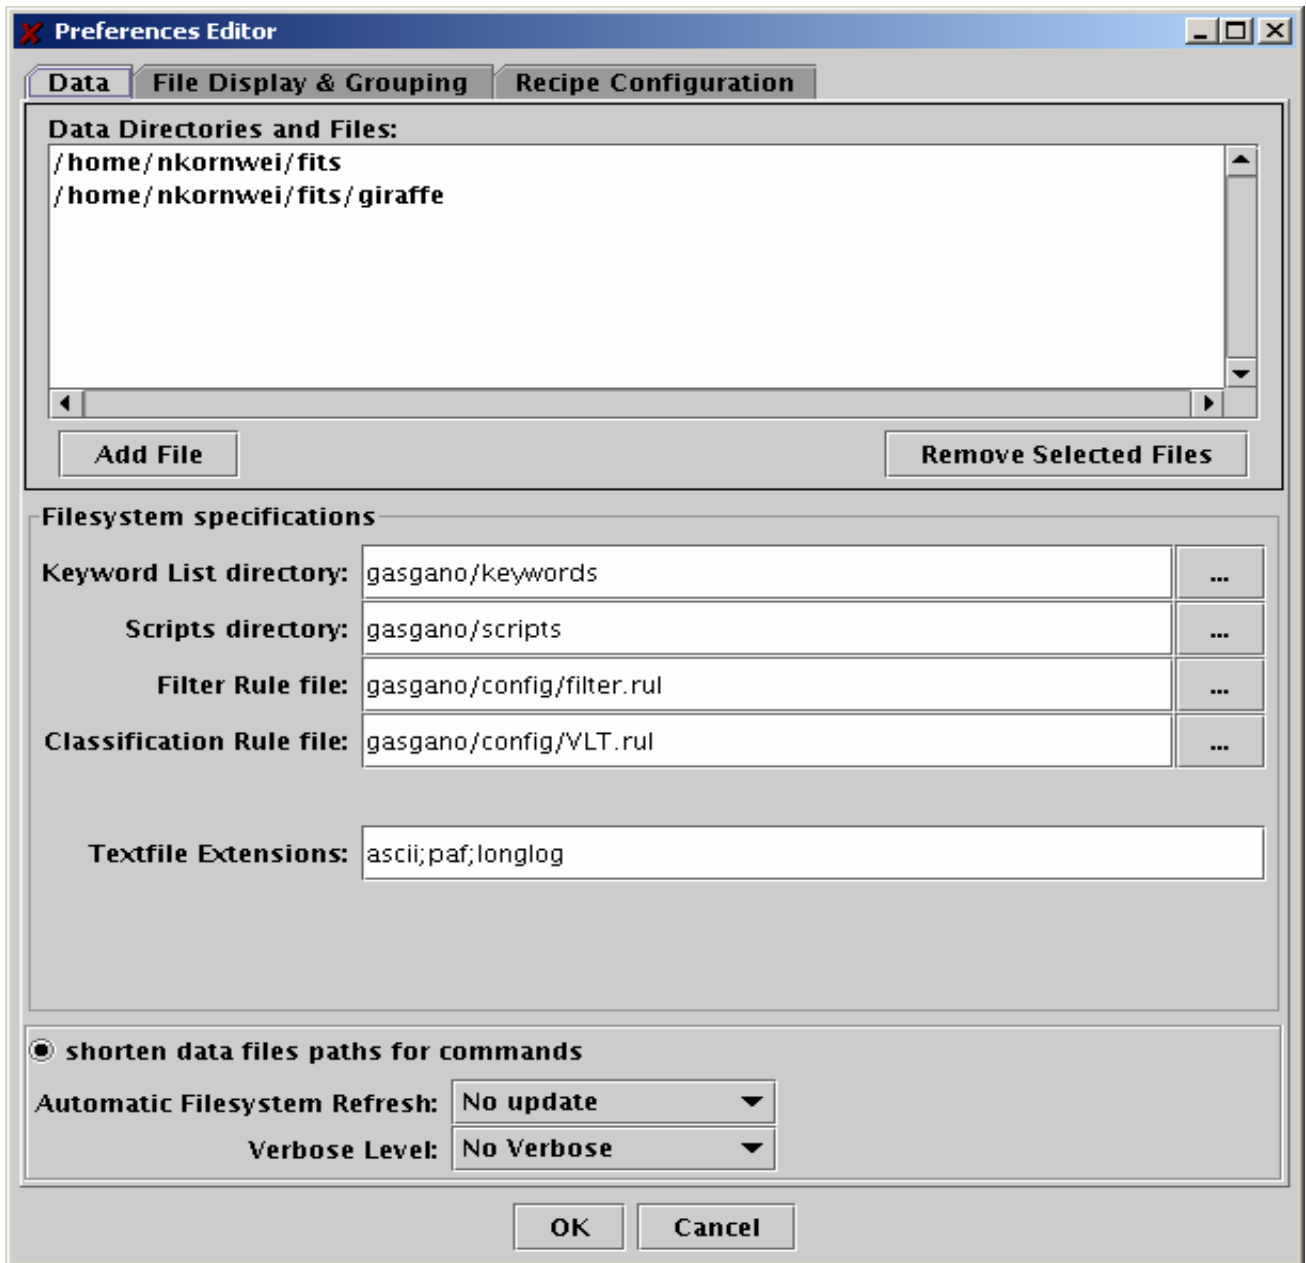 Preferences Editor
Data File Display & Grouping Recipe Configuration
Data Directories and Files:
/home/nkornwei/fits
/home/nkornwei/fits/giraffe
Add File Remove Selected Files
Filesystem specifications
Keyword List directory: gasgano/keywords ...
Scripts directory: gasgano/scripts ...
Filter Rule file: gasgano/config/filter.rul ...
Classification Rule file: gasgano/config/VLT.rul ...
Textfile Extensions: ascii;paf;longlog
shorten data files paths for commands
Automatic Filesystem Refresh: No update
Verbose Level: No Verbose
OK Cancel